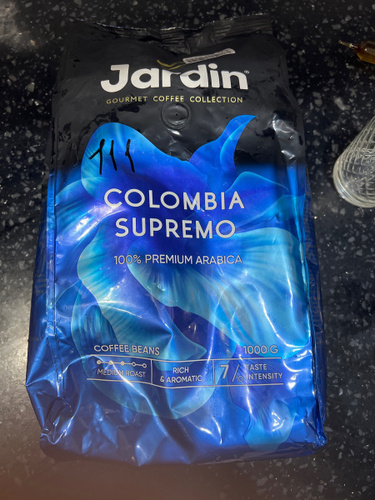 Jardin
GOURMET COFFEE COLLECTION
111
COLOMBIA
SUPREMO
100% PREMIUM ARABICA
COFFEE BEANS
1000 G
MEDIUM ROAST
RICH
& AROMATIC
7
TASTE
INTENSITY